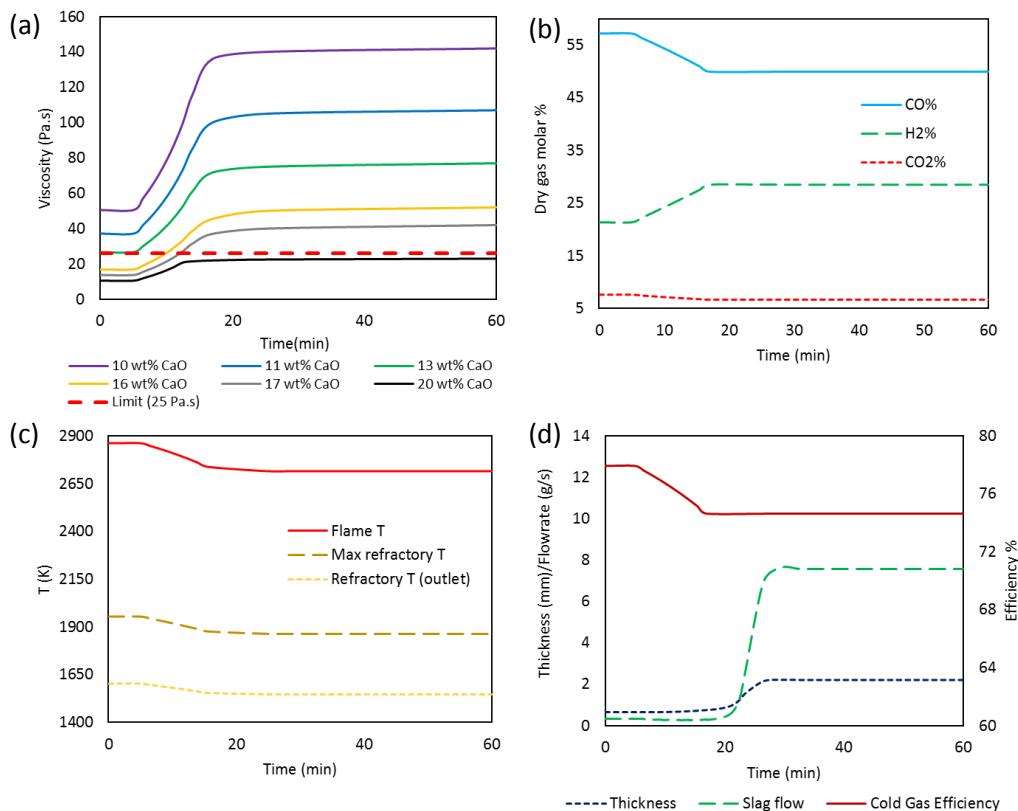 (a)
160
140
120
100
80
60
40
20
0
Viscosity (Pa.s)
0 20 40 60
Time(min)
10 wt% CaO 11 wt% CaO 13 wt% CaO
16 wt% CaO 17 wt% CaO 20 wt% CaO
Limit (25 Pa.s)
(b)
55
45
35
25
15
5
Dry gas molar %
CO%
H2%
CO2%
0 10 20 30 40 50 60
Time (min)
(c)
2900
2650
2400
2150
1900
1650
1400
T (K)
Flame T
Max refractory T
Refractory T (outlet)
0 20 40 60
Time (min)
(d)
14
12
10
8
6
4
2
0
Thickness (mm)/Flowrate (g/s)
80
76
72
68
64
60
Efficiency %
0 20 40 60
Time (min)
Thickness Slag flow Cold Gas Efficiency